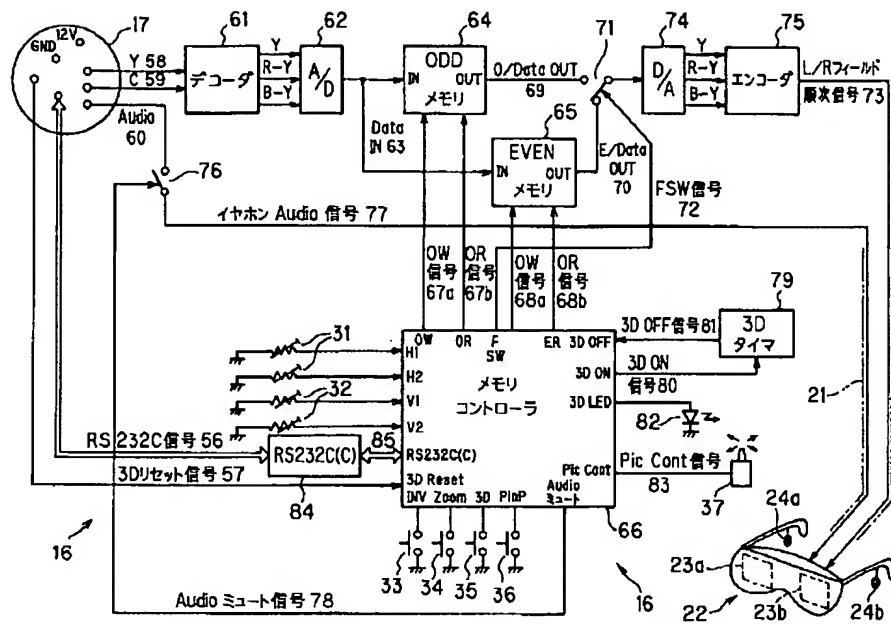 17
12V
GND
Y 58
C 59
Audio
60
61
デコーダ
Y
R-Y
B-Y
62
A/D
64
ODD
IN OUT
メモリ
O/Data OUT
69
71
Data
IN 63
65
EVEN
IN OUT
メモリ
E/Data
OUT
70
FSW信号
72
74
D/A
Y
R-Y
B-Y
75
エンコーダ
L/Rフィールド
順次信号 73
76
イヤホン Audio 信号 77
OW
信号
67a
OR
信号
67b
OW
信号
68a
OR
信号
68b
79
3D
タイマ
3D OFF信号 81
3D ON
信号 80
31
32
OW OR F SW ER
H1
H2
V1
V2
メモリ
コントローラ
3D OFF
3D ON
3D LED
82
21
RS 232C信号 56
RS232C(C)
85
RS232C(C)
84
3Dリセット信号 57
3D Reset
INV Zoom 3D PinP
Pic Cont
Audio
ミュート
Pic Cont 信号
83
37
66
16
33
34
35
36
16
Audio ミュート信号 78
24a
23a
22
23b
24b